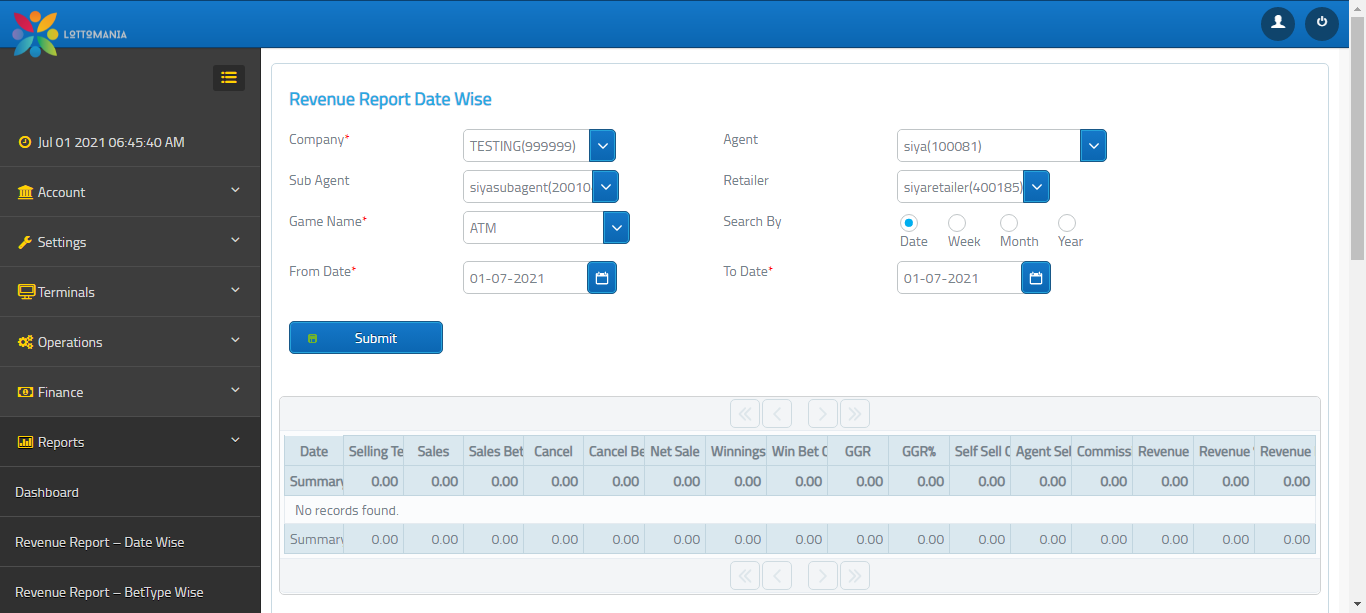 LOTTOMANIA
Jul 01 2021 06:45:40 AM
Account
Settings
Terminals
Operations
Finance
Reports
Dashboard
Revenue Report – Date Wise
Revenue Report – BetType Wise
Revenue Report Date Wise
Company* TESTING(999999) Agent siya(100081)
Sub Agent siyasubagent(20010 Retailer siyaretailer(400185)
Game Name* ATM Search By Date Week Month Year
From Date* 01-07-2021 To Date* 01-07-2021
Submit
Date Selling Te Sales Sales Bet Cancel Cancel Be Net Sale Winnings Win Bet C GGR GGR% Self Sell C Agent Sel Commiss Revenue Revenue Revenue
Summary 0.00 0.00 0.00 0.00 0.00 0.00 0.00 0.00 0.00 0.00 0.00 0.00 0.00 0.00 0.00 0.00
No records found.
Summary 0.00 0.00 0.00 0.00 0.00 0.00 0.00 0.00 0.00 0.00 0.00 0.00 0.00 0.00 0.00 0.00